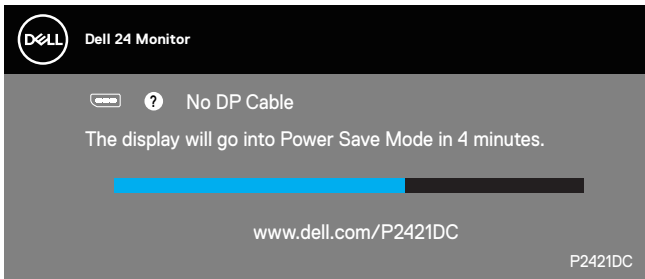 DELL
Dell 24 Monitor
? No DP Cable
The display will go into Power Save Mode in 4 minutes.
www.dell.com/P2421DC
P2421DC